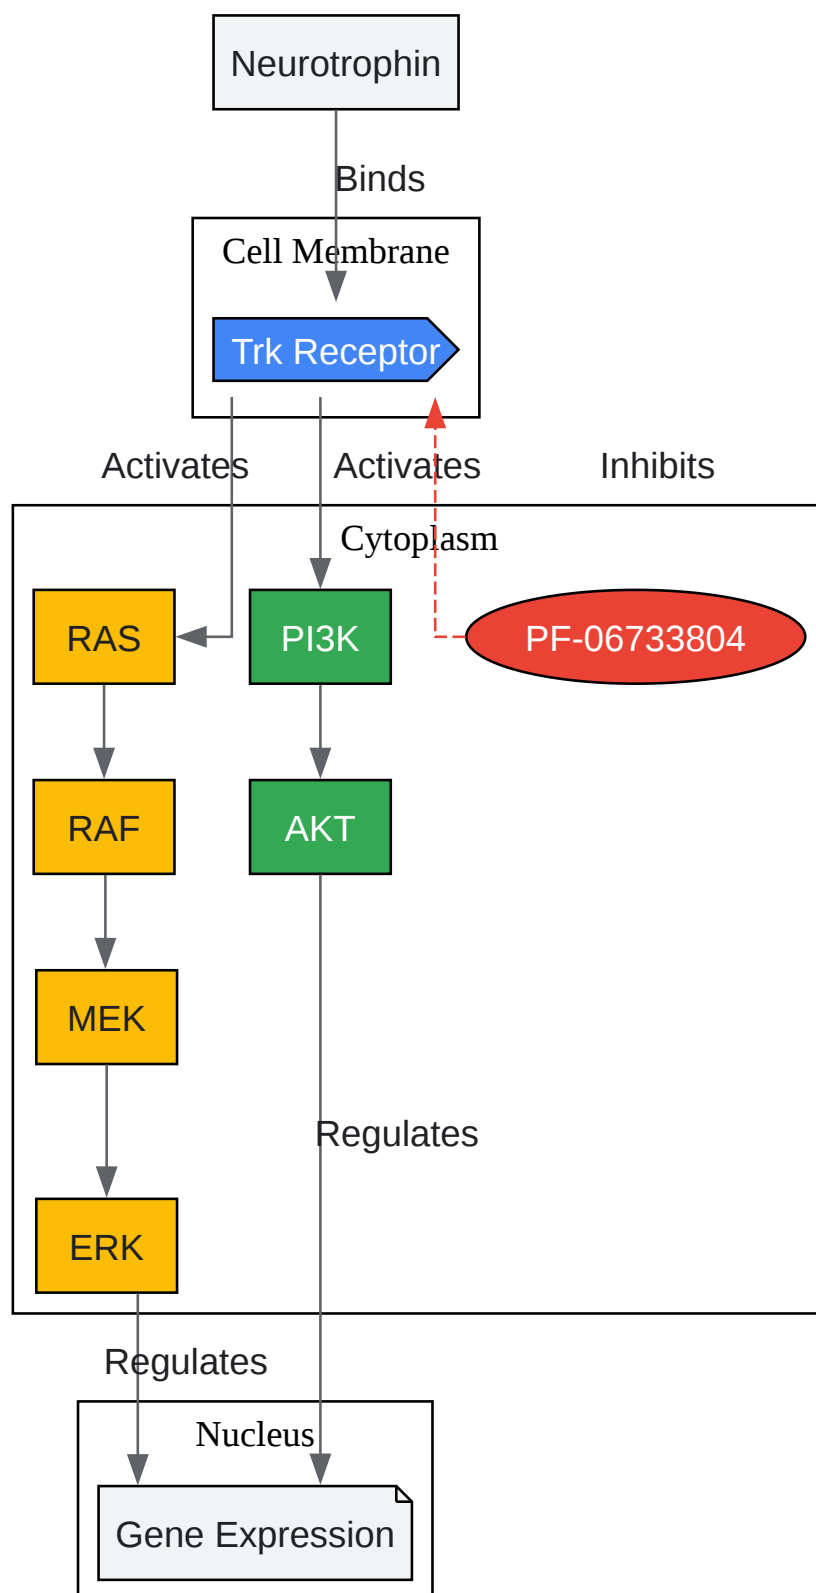 Neurotrophin
Binds
Cell Membrane
Trk Receptor
Activates
Activates
Inhibits
Cytoplasm
RAS
PI3K
PF-06733804
RAF
AKT
MEK
Regulates
ERK
Regulates
Nucleus
Gene Expression